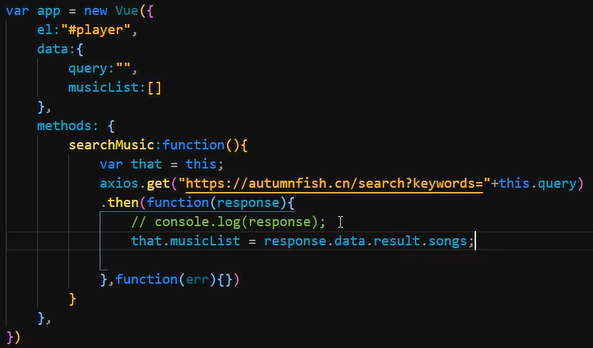 var app = new Vue({
el:"#player",
data:{
query:"",
musicList:[]
},
methods: {
searchMusic:function(){
var that = this;
axios.get("https://autumnfish.cn/search?keywords="+this.query)
.then(function(response){
// console.log(response);
that.musicList = response.data.result.songs;
},function(err){})
}
},
})